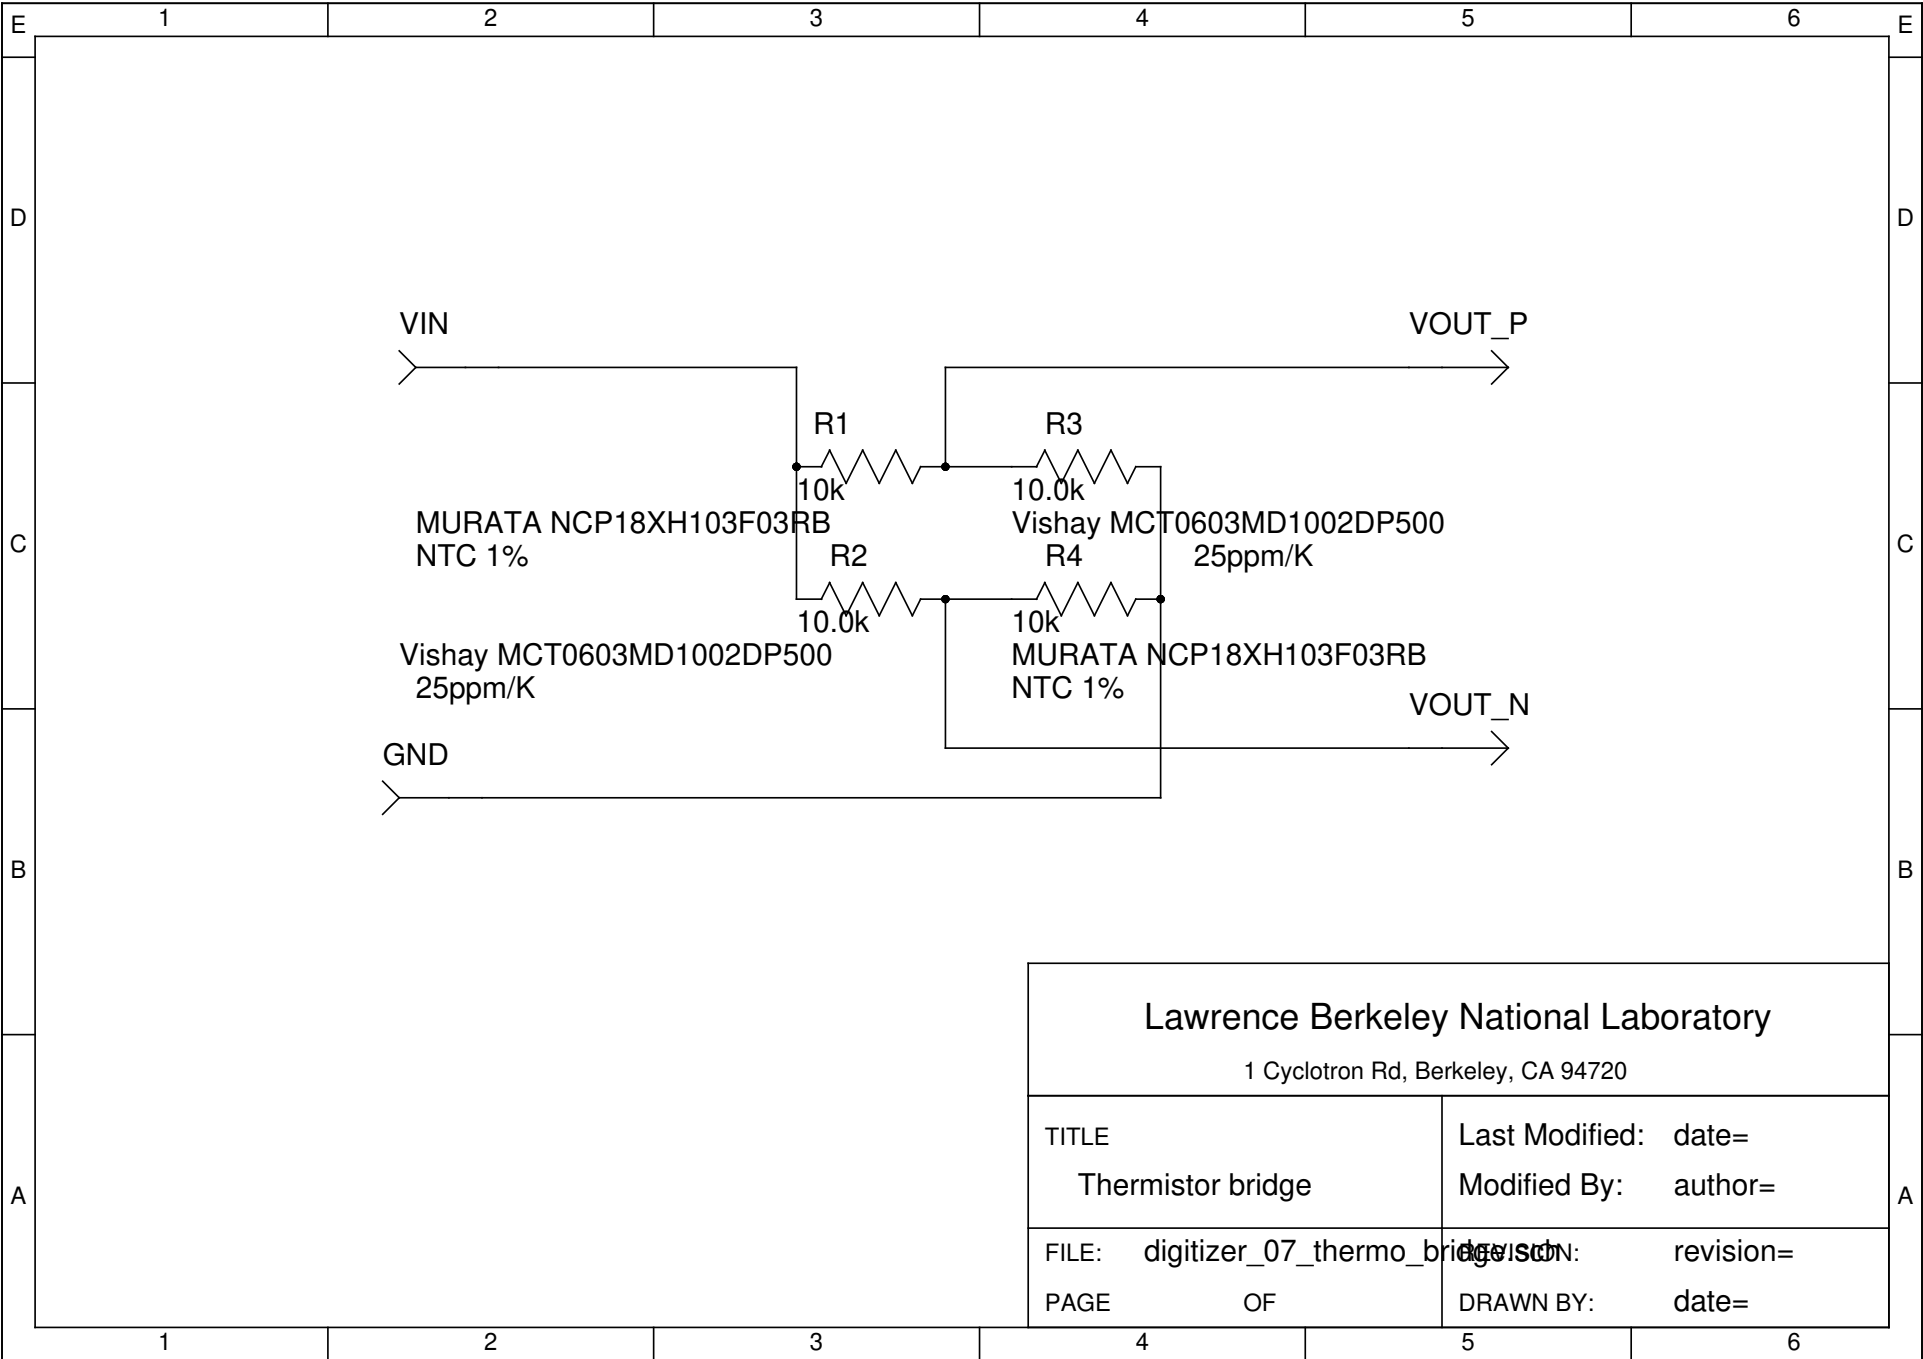 E 1 2 3 4 5 6 E
D D
VIN VOUT_P
R1 R3
10k 10.0k
MURATA NCP18XH103F03RB Vishay MCT0603MD1002DP500
C C
NTC 1% R2 R4 25ppm/K
10.0k 10k
Vishay MCT0603MD1002DP500 MURATA NCP18XH103F03RB
25ppm/K NTC 1%
VOUT_N
GND
B B
Lawrence Berkeley National Laboratory
1 Cyclotron Rd, Berkeley, CA 94720
TITLE Last Modified: date=
Thermistor bridge Modified By: author=
A A
FILE: digitizer_07_thermo_bridge.sch REVISION: revision=
PAGE OF DRAWN BY: date=
1 2 3 4 5 6